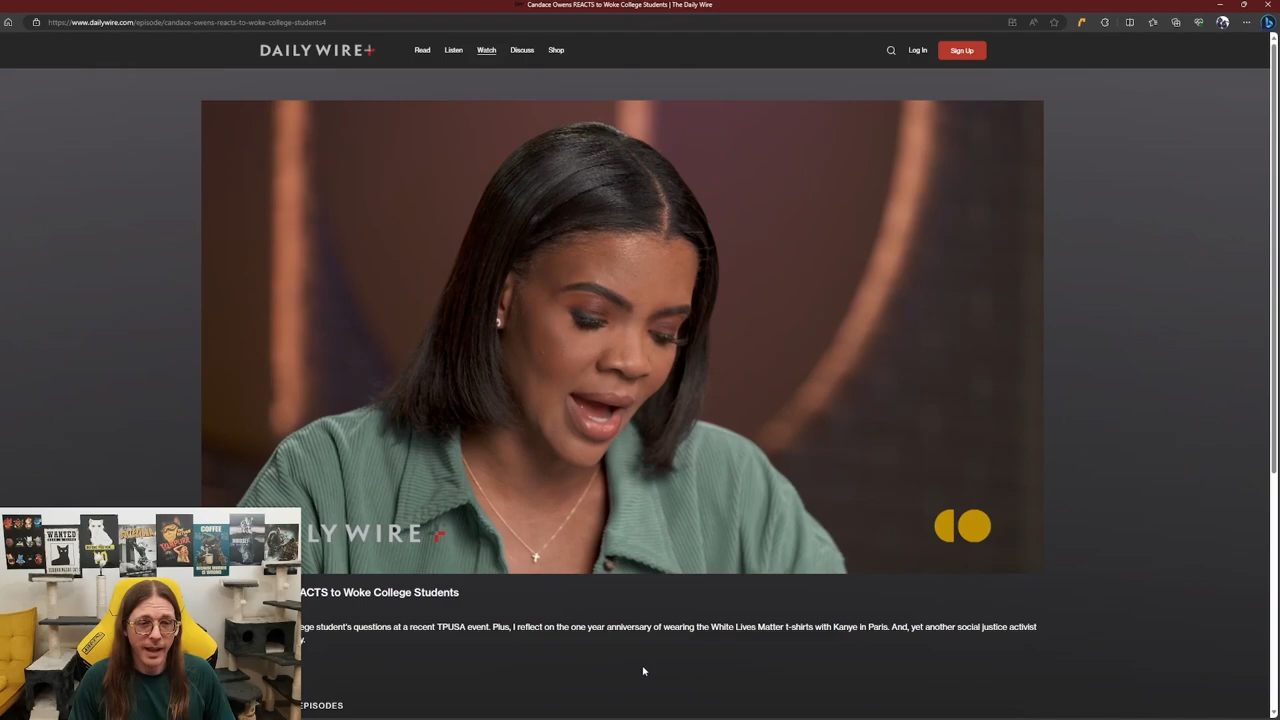 Candace Owens REACTS to Woke College Students | The Daily Wire
https://www.dailywire.com/episode/candace-owens-reacts-to-woke-college-students4
DAILYWIRE+
Read Listen Watch Discuss Shop
Log In Sign Up
LY WIRE+
ACTS to Woke College Students
ege student's questions at a recent TPUSA event. Plus, I reflect on the one year anniversary of wearing the White Lives Matter t-shirts with Kanye in Paris. And, yet another social justice activist
EPISODES
WANTED
COFFEE